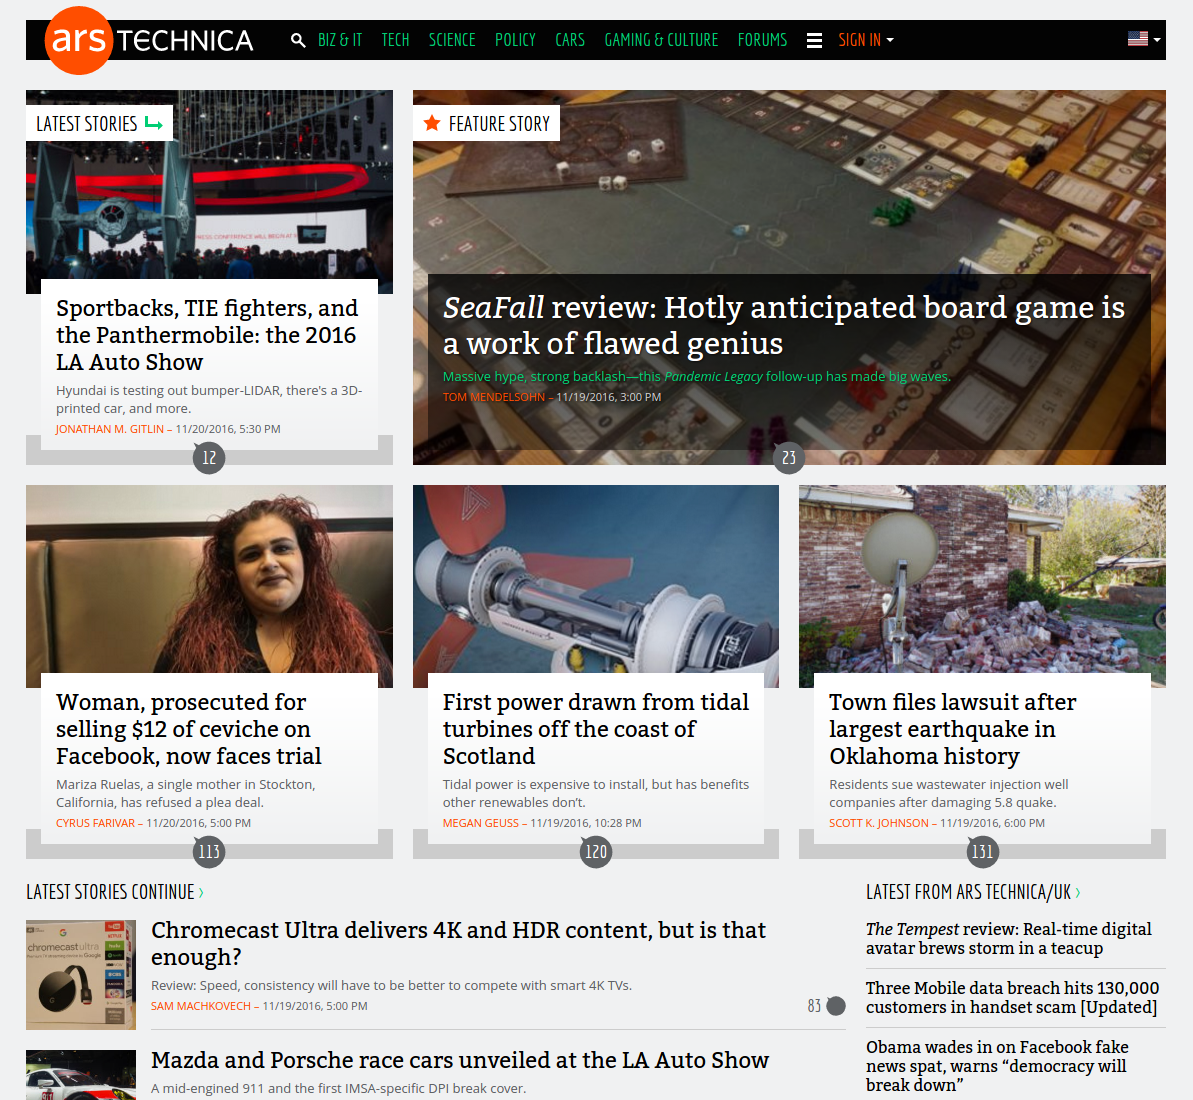 ars TECHNICA
BIZ & IT TECH SCIENCE POLICY CARS GAMING & CULTURE FORUMS SIGN IN
LATEST STORIES
PRESS CONFERENCE WILL BEGIN AT
Sportbacks, TIE fighters, and
the Panthermobile: the 2016
LA Auto Show
Hyundai is testing out bumper-LIDAR, there's a 3D-
printed car, and more.
JONATHAN M. GITLIN – 11/20/2016, 5:30 PM
12
FEATURE STORY
SeaFall review: Hotly anticipated board game is
a work of flawed genius
Massive hype, strong backlash—this Pandemic Legacy follow-up has made big waves.
TOM MENDELSOHN – 11/19/2016, 3:00 PM
23
Woman, prosecuted for
selling $12 of ceviche on
Facebook, now faces trial
Mariza Ruelas, a single mother in Stockton,
California, has refused a plea deal.
CYRUS FARIVAR – 11/20/2016, 5:00 PM
113
First power drawn from tidal
turbines off the coast of
Scotland
Tidal power is expensive to install, but has benefits
other renewables don't.
MEGAN GEUSS – 11/19/2016, 10:28 PM
120
Town files lawsuit after
largest earthquake in
Oklahoma history
Residents sue wastewater injection well
companies after damaging 5.8 quake.
SCOTT K. JOHNSON – 11/19/2016, 6:00 PM
131
LATEST STORIES CONTINUE ›
chromecast ultra
Chromecast Ultra delivers 4K and HDR content, but is that
enough?
Review: Speed, consistency will have to be better to compete with smart 4K TVs.
SAM MACHKOVECH – 11/19/2016, 5:00 PM
83
Mazda and Porsche race cars unveiled at the LA Auto Show
A mid-engined 911 and the first IMSA-specific DPI break cover.
LATEST FROM ARS TECHNICA/UK ›
The Tempest review: Real-time digital
avatar brews storm in a teacup
Three Mobile data breach hits 130,000
customers in handset scam [Updated]
Obama wades in on Facebook fake
news spat, warns “democracy will
break down”